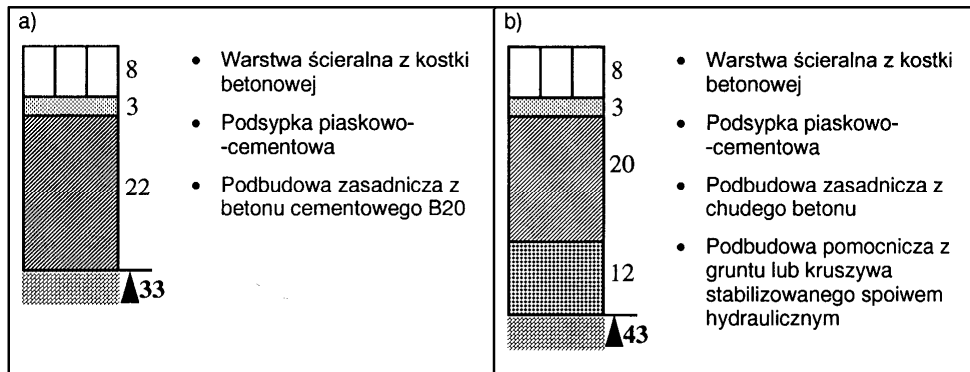 a)
8
3
22
33
• Warstwa ścieralna z kostki
betonowej
• Podsypka piaskowo-
-cementowa
• Podbudowa zasadnicza z
betonu cementowego B20
b)
8
3
20
12
43
• Warstwa ścieralna z kostki
betonowej
• Podsypka piaskowo-
-cementowa
• Podbudowa zasadnicza z
chudego betonu
• Podbudowa pomocnicza z
gruntu lub kruszywa
stabilizowanego spoiwem
hydraulicznym